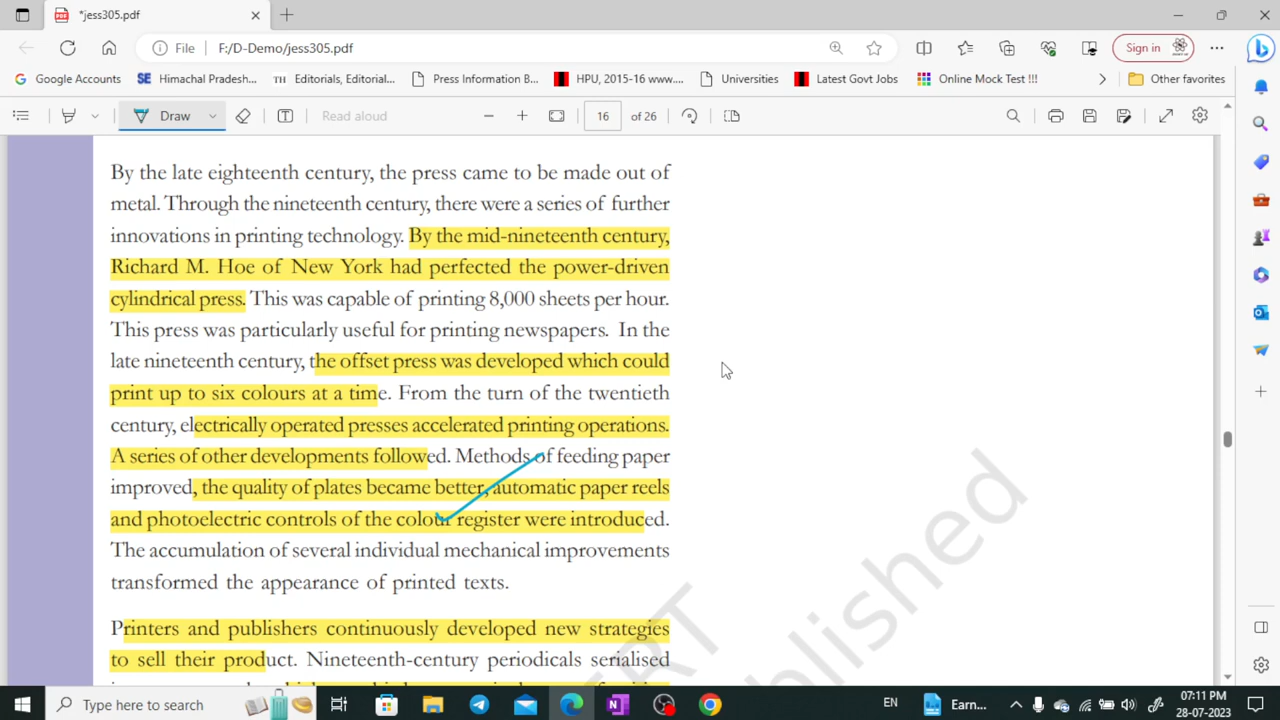 *jess305.pdf
File F:/D-Demo/jess305.pdf Sign in
Google Accounts SE Himachal Pradesh... TH Editorials, Editorial... Press Information B... HPU, 2015-16 www.... Universities Latest Govt Jobs Online Mock Test !!! Other favorites
Draw Read aloud 16 of 26
By the late eighteenth century, the press came to be made out of
metal. Through the nineteenth century, there were a series of further
innovations in printing technology. By the mid-nineteenth century,
Richard M. Hoe of New York had perfected the power-driven
cylindrical press. This was capable of printing 8,000 sheets per hour.
This press was particularly useful for printing newspapers. In the
late nineteenth century, the offset press was developed which could
print up to six colours at a time. From the turn of the twentieth
century, electrically operated presses accelerated printing operations.
A series of other developments followed. Methods of feeding paper
improved, the quality of plates became better, automatic paper reels
and photoelectric controls of the colour register were introduced.
The accumulation of several individual mechanical improvements
transformed the appearance of printed texts.
Printers and publishers continuously developed new strategies
to sell their product. Nineteenth-century periodicals serialised
ERT
blished
Type here to search EN Earn... 07:11 PM
28-07-2023